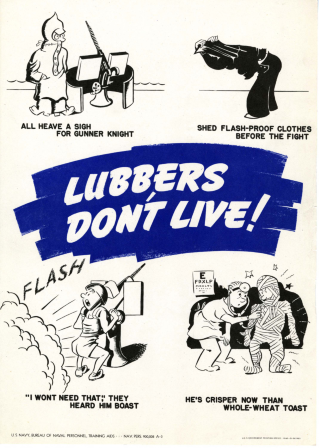 ALL HEAVE A SIGH
FOR GUNNER KNIGHT
SHED FLASH-PROOF CLOTHES
BEFORE THE FIGHT
LUBBERS
DON'T LIVE!
FLASH
E
"I WONT NEED THAT," THEY
HEARD HIM BOAST
HE'S CRISPER NOW THAN
WHOLE-WHEAT TOAST
U.S. NAVY, BUREAU OF NAVAL PERSONNEL, TRAINING AIDS